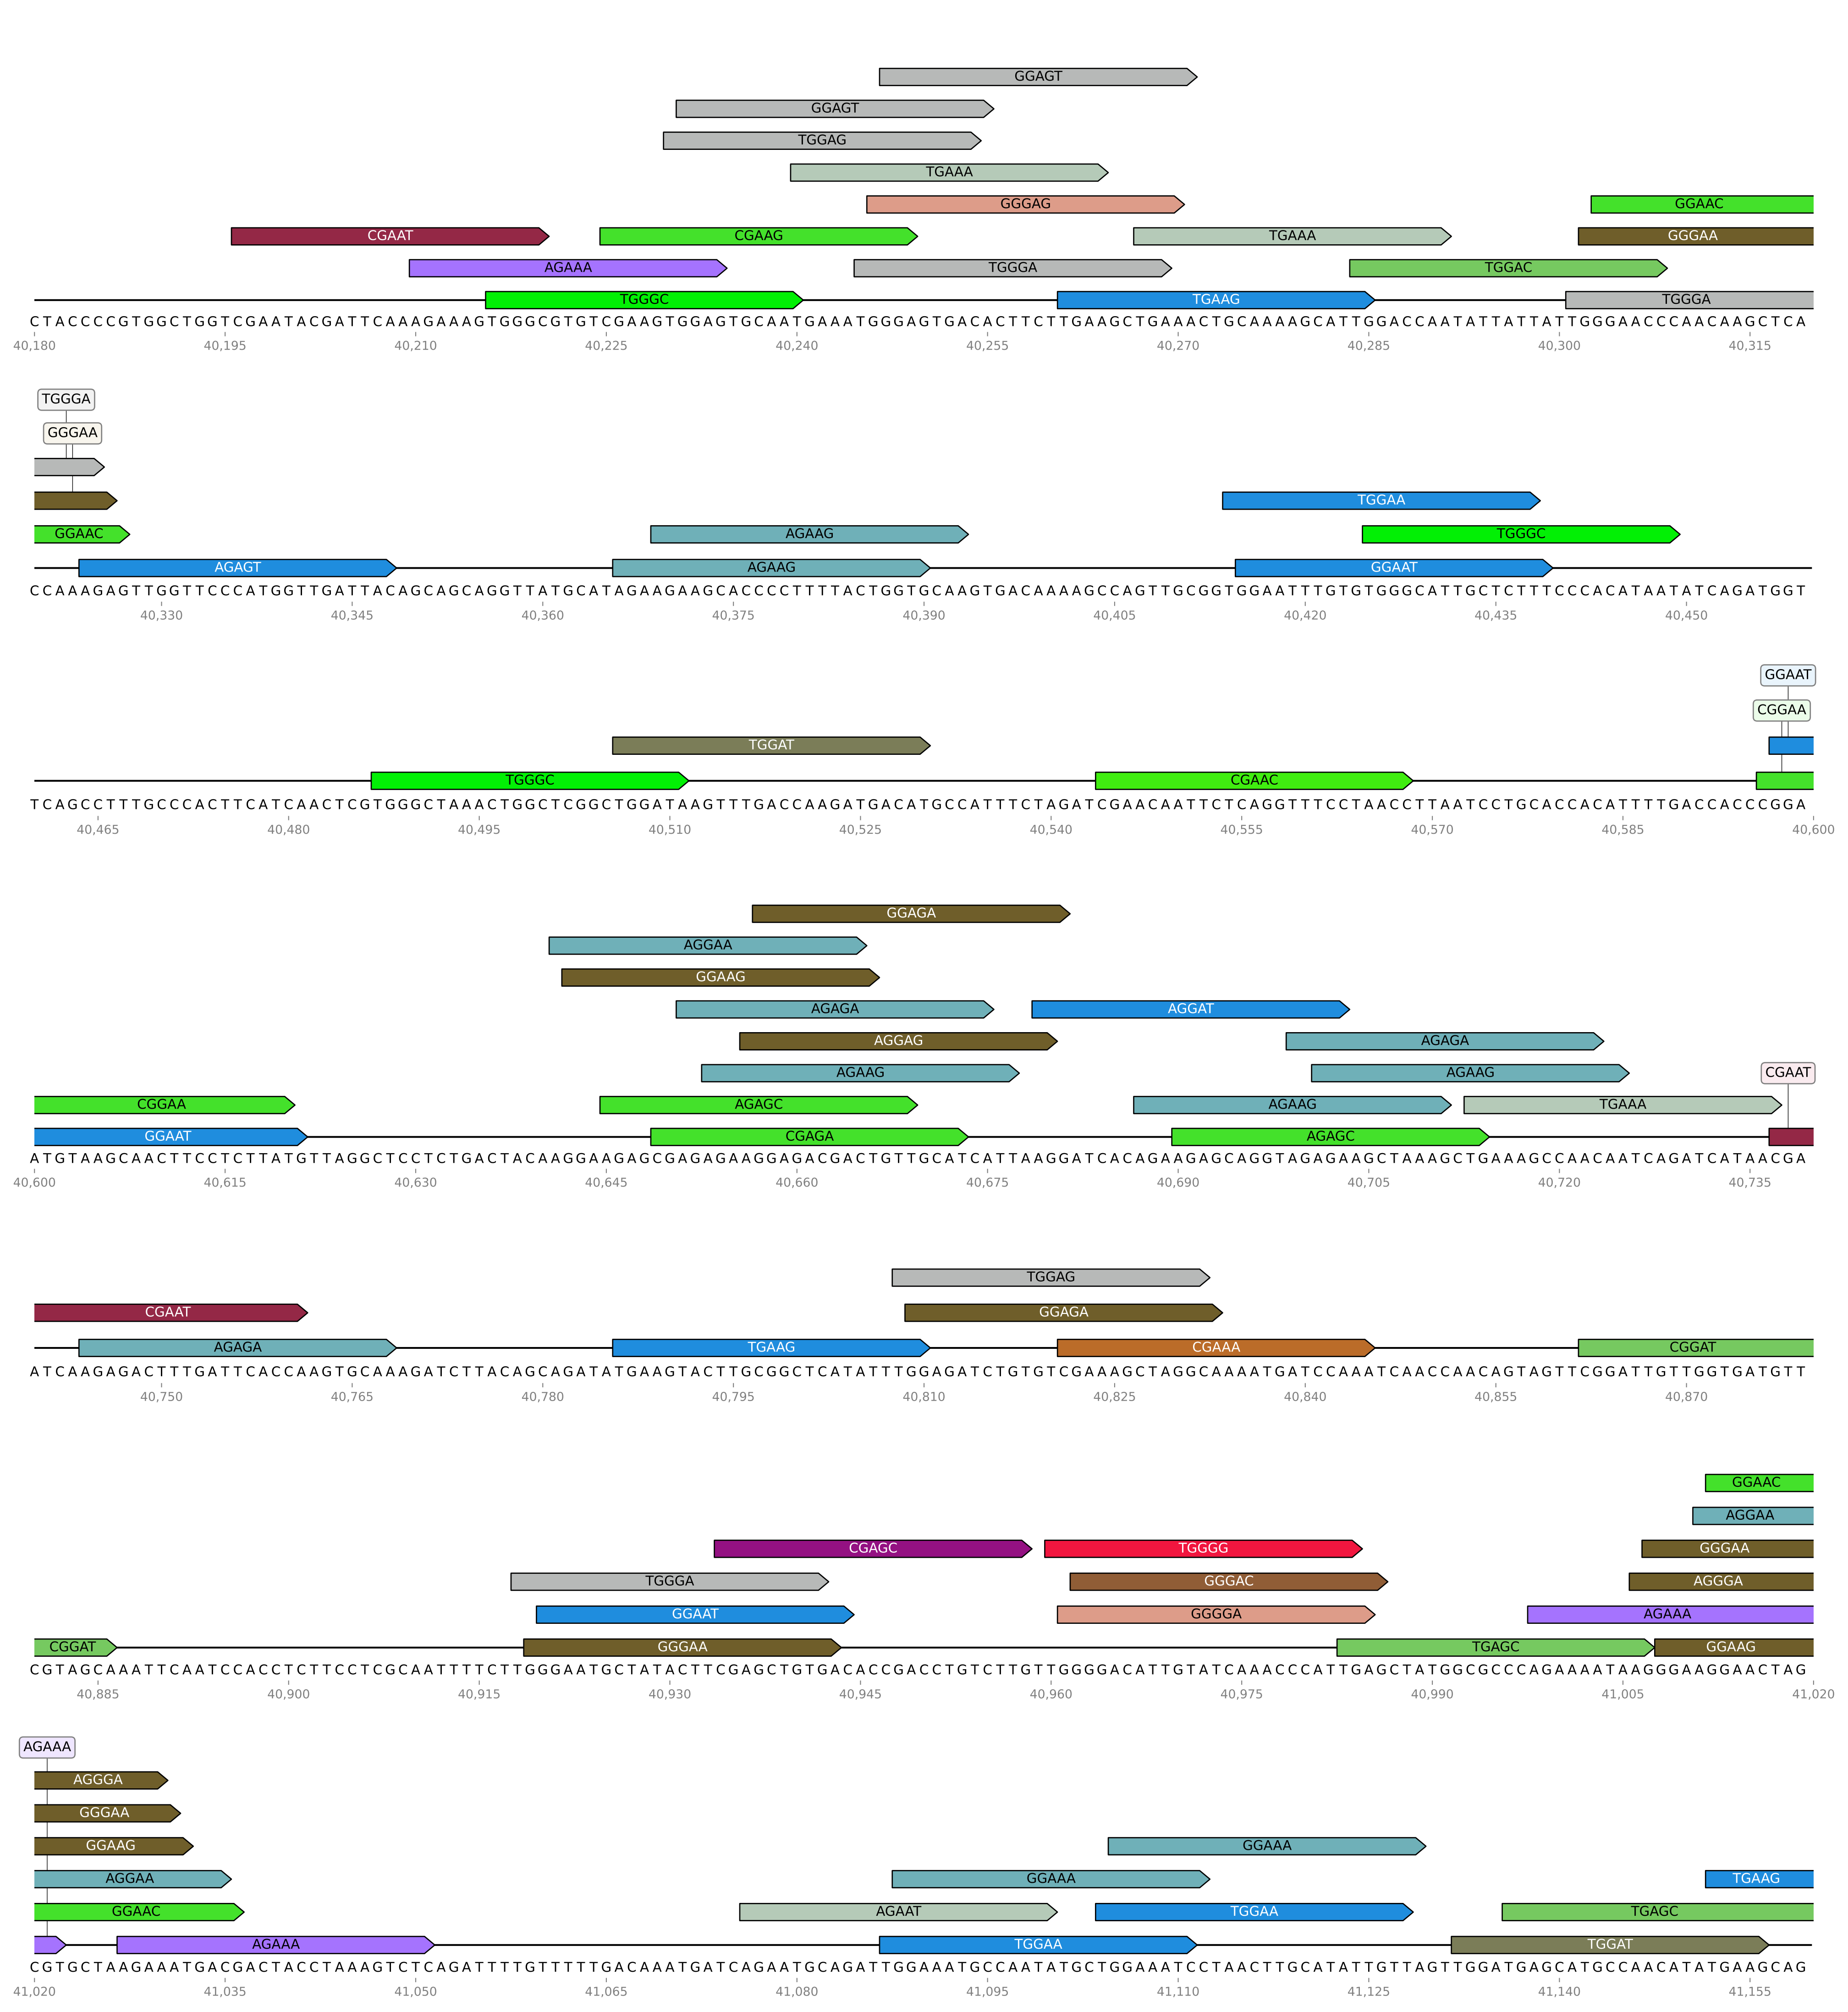 GGAGT
GGAGT
TGGAG
TGAAA
GGGAG GGAAC
CGAAT CGAAG TGAAA GGGAA
AGAAA TGGGA TGGAC
TGGGC TGAAG TGGGA
CTACCCCGTGGCTGGTCGAATACGATTCAAAGAAAGTGGGCGTGTCGAAGTGGAGTGCAATGAAATGGGAGTGACACTTCTTGAAGCTGAAACTGCAAAAGCATTGGACCAATATTATTATTGGGAACCCAACAAGCTCA
40,180 40,195 40,210 40,225 40,240 40,255 40,270 40,285 40,300 40,315
TGGGA
GGGAA
TGGAA
GGAAC AGAAG TGGGC
AGAGT AGAAG GGAAT
CCAAAGAGTTGGTTCCCATGGTTGATTACAGCAGCAGGTTATGCATAGAAGAAGCACCCCTTTTACTGGTGCAAGTGACAAAAGCCAGTTGCGGTGGAATTTGTGTGGGCATTGCTCTTTCCCACATAATATCAGATGGT
40,330 40,345 40,360 40,375 40,390 40,405 40,420 40,435 40,450
GGAAT
CGGAA
TGGAT
TGGGC CGAAC
TCAGCCTTTGCCCACTTCATCAACTCGTGGGCTAAACTGGCTCGGCTGGATAAGTTTGACCAAGATGACATGCCATTTCTAGATCGAACAATTCTCAGGTTTCCTAACCTTAATCCTGCACCACATTTTGACCACCCGGA
40,465 40,480 40,495 40,510 40,525 40,540 40,555 40,570 40,585 40,600
GGAGA
AGGAA
GGAAG
AGAGA AGGAT
AGGAG AGAGA
AGAAG AGAAG CGAAT
CGGAA AGAGC AGAAG TGAAA
GGAAT CGAGA AGAGC
ATGTAAGCAACTTCCTCTTATGTTAGGCTCCTCTGACTACAAGGAAGAGCGAGAGAAGGAGACGACTGTTGCATCATTAAGGATCACAGAAGAGCAGGTAGAGAAGCTAAAGCTGAAAGCCAACAATCAGATCATAACGA
40,600 40,615 40,630 40,645 40,660 40,675 40,690 40,705 40,720 40,735
TGGAG
CGAAT GGAGA
AGAGA TGAAG CGAAA CGGAT
ATCAAGAGACTTTGATTCACCAAGTGCAAAGATCTTACAGCAGATATGAAGTACTTGCGGCTCATATTTGGAGATCTGTGTCGAAAGCTAGGCAAAATGATCCAAATCAACCAACAGTAGTTCGGATTGTTGGTGATGTT
40,750 40,765 40,780 40,795 40,810 40,825 40,840 40,855 40,870
GGAAC
AGGAA
CGAGC TGGGG GGGAA
TGGGA GGGAC AGGGA
GGAAT GGGGA AGAAA
CGGAT GGGAA TGAGC GGAAG
CGTAGCAAATTCAATCCACCTCTTCCTCGCAATTTTCTTGGGAATGCTATACTTCGAGCTGTGACACCGACCTGTCTTGTTGGGGACATTGTATCAAACCCATTGAGCTATGGCGCCCAGAAAATAAGGGAAGGAACTAG
40,885 40,900 40,915 40,930 40,945 40,960 40,975 40,990 41,005 41,020
AGAAA
AGGGA
GGGAA
GGAAG GGAAA
AGGAA GGAAA TGAAG
GGAAC AGAAT TGGAA TGAGC
AGAAA TGGAA TGGAT
CGTGCTAAGAAATGACGACTACCTAAAGTCTCAGATTTTGTTTTTGACAAATGATCAGAATGCAGATTGGAAATGCCAATATGCTGGAAATCCTAACTTGCATATTGTTAGTTGGATGAGCATGCCAACATATGAAGCAG
41,020 41,035 41,050 41,065 41,080 41,095 41,110 41,125 41,140 41,155